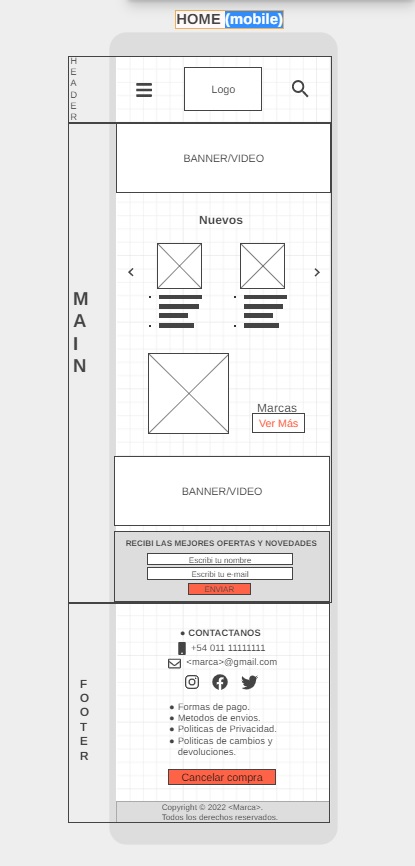 HOME (mobile)
HEADER
Logo
BANNER/VIDEO
Nuevos
MAIN
Marcas
Ver Más
BANNER/VIDEO
RECIBI LAS MEJORES OFERTAS Y NOVEDADES
Escribi tu nombre
Escribi tu e-mail
ENVIAR
FOOTER
• CONTACTANOS
+54 011 11111111
<marca>@gmail.com
• Formas de pago.
• Metodos de envios.
• Politicas de Privacidad.
• Politicas de cambios y
devoluciones.
Cancelar compra
Copyright © 2022 <Marca>.
Todos los derechos reservados.